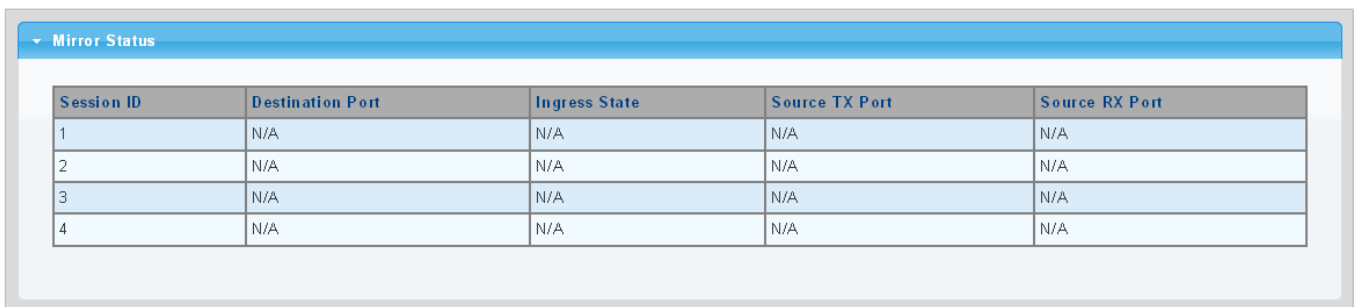 Mirror Status
Session ID Destination Port Ingress State Source TX Port Source RX Port
1 N/A N/A N/A N/A
2 N/A N/A N/A N/A
3 N/A N/A N/A N/A
4 N/A N/A N/A N/A